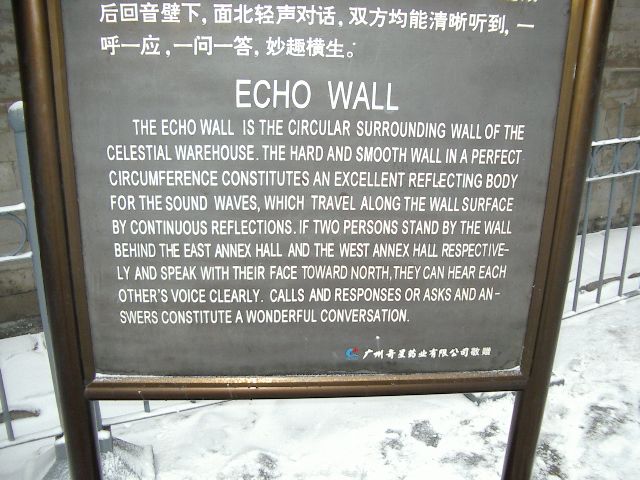 后回音壁下，面北轻声对话，双方均能清晰听到，一
呼一应，一问一答，妙趣横生。
ECHO WALL
THE ECHO WALL IS THE CIRCULAR SURROUNDING WALL OF THE
CELESTIAL WAREHOUSE. THE HARD AND SMOOTH WALL IN A PERFECT
CIRCUMFERENCE CONSTITUTES AN EXCELLENT REFLECTING BODY
FOR THE SOUND WAVES, WHICH TRAVEL ALONG THE WALL SURFACE
BY CONTINUOUS REFLECTIONS. IF TWO PERSONS STAND BY THE WALL
BEHIND THE EAST ANNEX HALL AND THE WEST ANNEX HALL RESPECTIVE-
LY AND SPEAK WITH THEIR FACE TOWARD NORTH, THEY CAN HEAR EACH
OTHER'S VOICE CLEARLY. CALLS AND RESPONSES OR ASKS AND AN-
SWERS CONSTITUTE A WONDERFUL CONVERSATION.
广州奇星药业有限公司敬赠